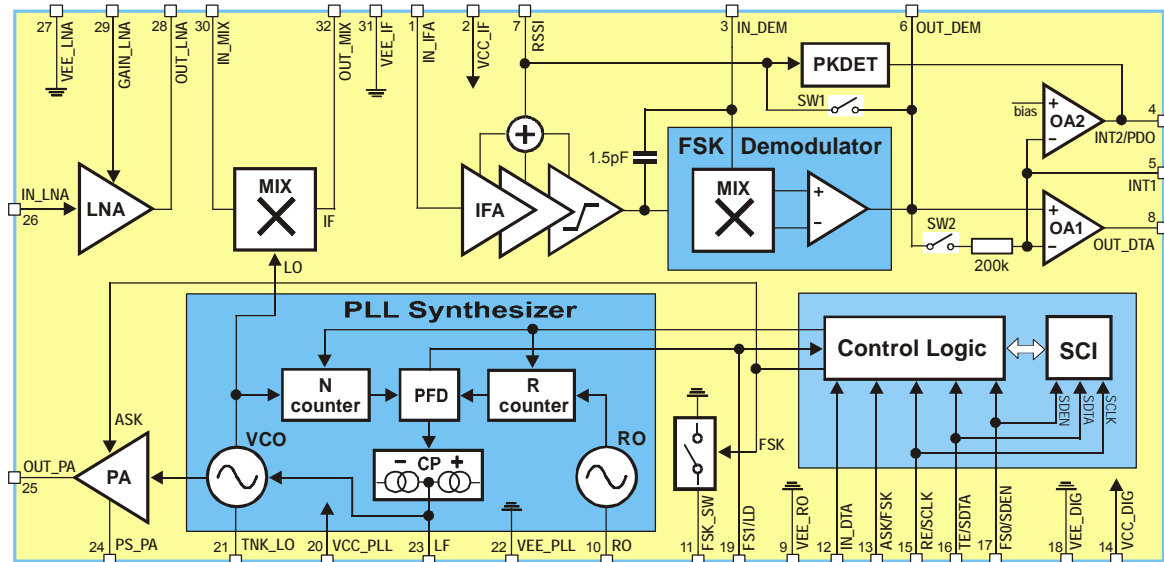 27
VEE_LNA
29
GAIN_LNA
28
OUT_LNA
30
IN_MIX
32
OUT_MIX
31
VEE_IF
1
IN_IFA
2
VCC_IF
7
RSSI
3
IN_DEM
6
OUT_DEM
PKDET
SW1
bias
OA2
4
INT2/PDO
1.5pF
FSK Demodulator
5
INT1
IN_LNA
26
LNA
MIX
IF
IFA
MIX
OA1
8
OUT_DTA
SW2
200k
LO
PLL Synthesizer
Control Logic
SCI
N
counter
PFD
R
counter
SDEN
SDTA
SCLK
ASK
VCO
RO
FSK
CP
OUT_PA
25
PA
24
PS_PA
21
TNK_LO
20
VCC_PLL
23
LF
22
VEE_PLL
10
RO
11
FSK_SW
19
FS1/LD
9
VEE_RO
12
IN_DTA
13
ASK/FSK
15
RE/SCLK
16
TE/SDTA
17
FS0/SDEN
18
VEE_DIG
14
VCC_DIG